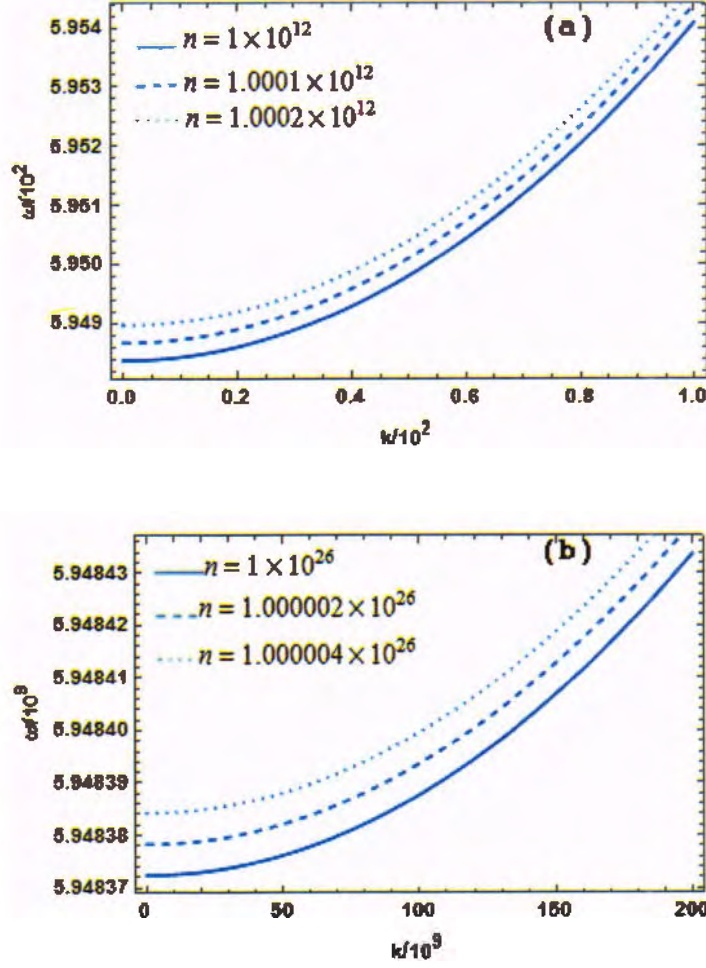 (a)
n = 1×10¹²
n = 1.0001×10¹²
n = 1.0002×10¹²
5.954
5.953
5.952
5.951
5.950
5.949
ω/10²
0.0 0.2 0.4 0.6 0.8 1.0
k/10²
(b)
n = 1×10²⁶
n = 1.000002×10²⁶
n = 1.000004×10²⁶
5.94843
5.94842
5.94841
5.94840
5.94839
5.94838
5.94837
ω/10⁹
0 50 100 150 200
k/10⁹